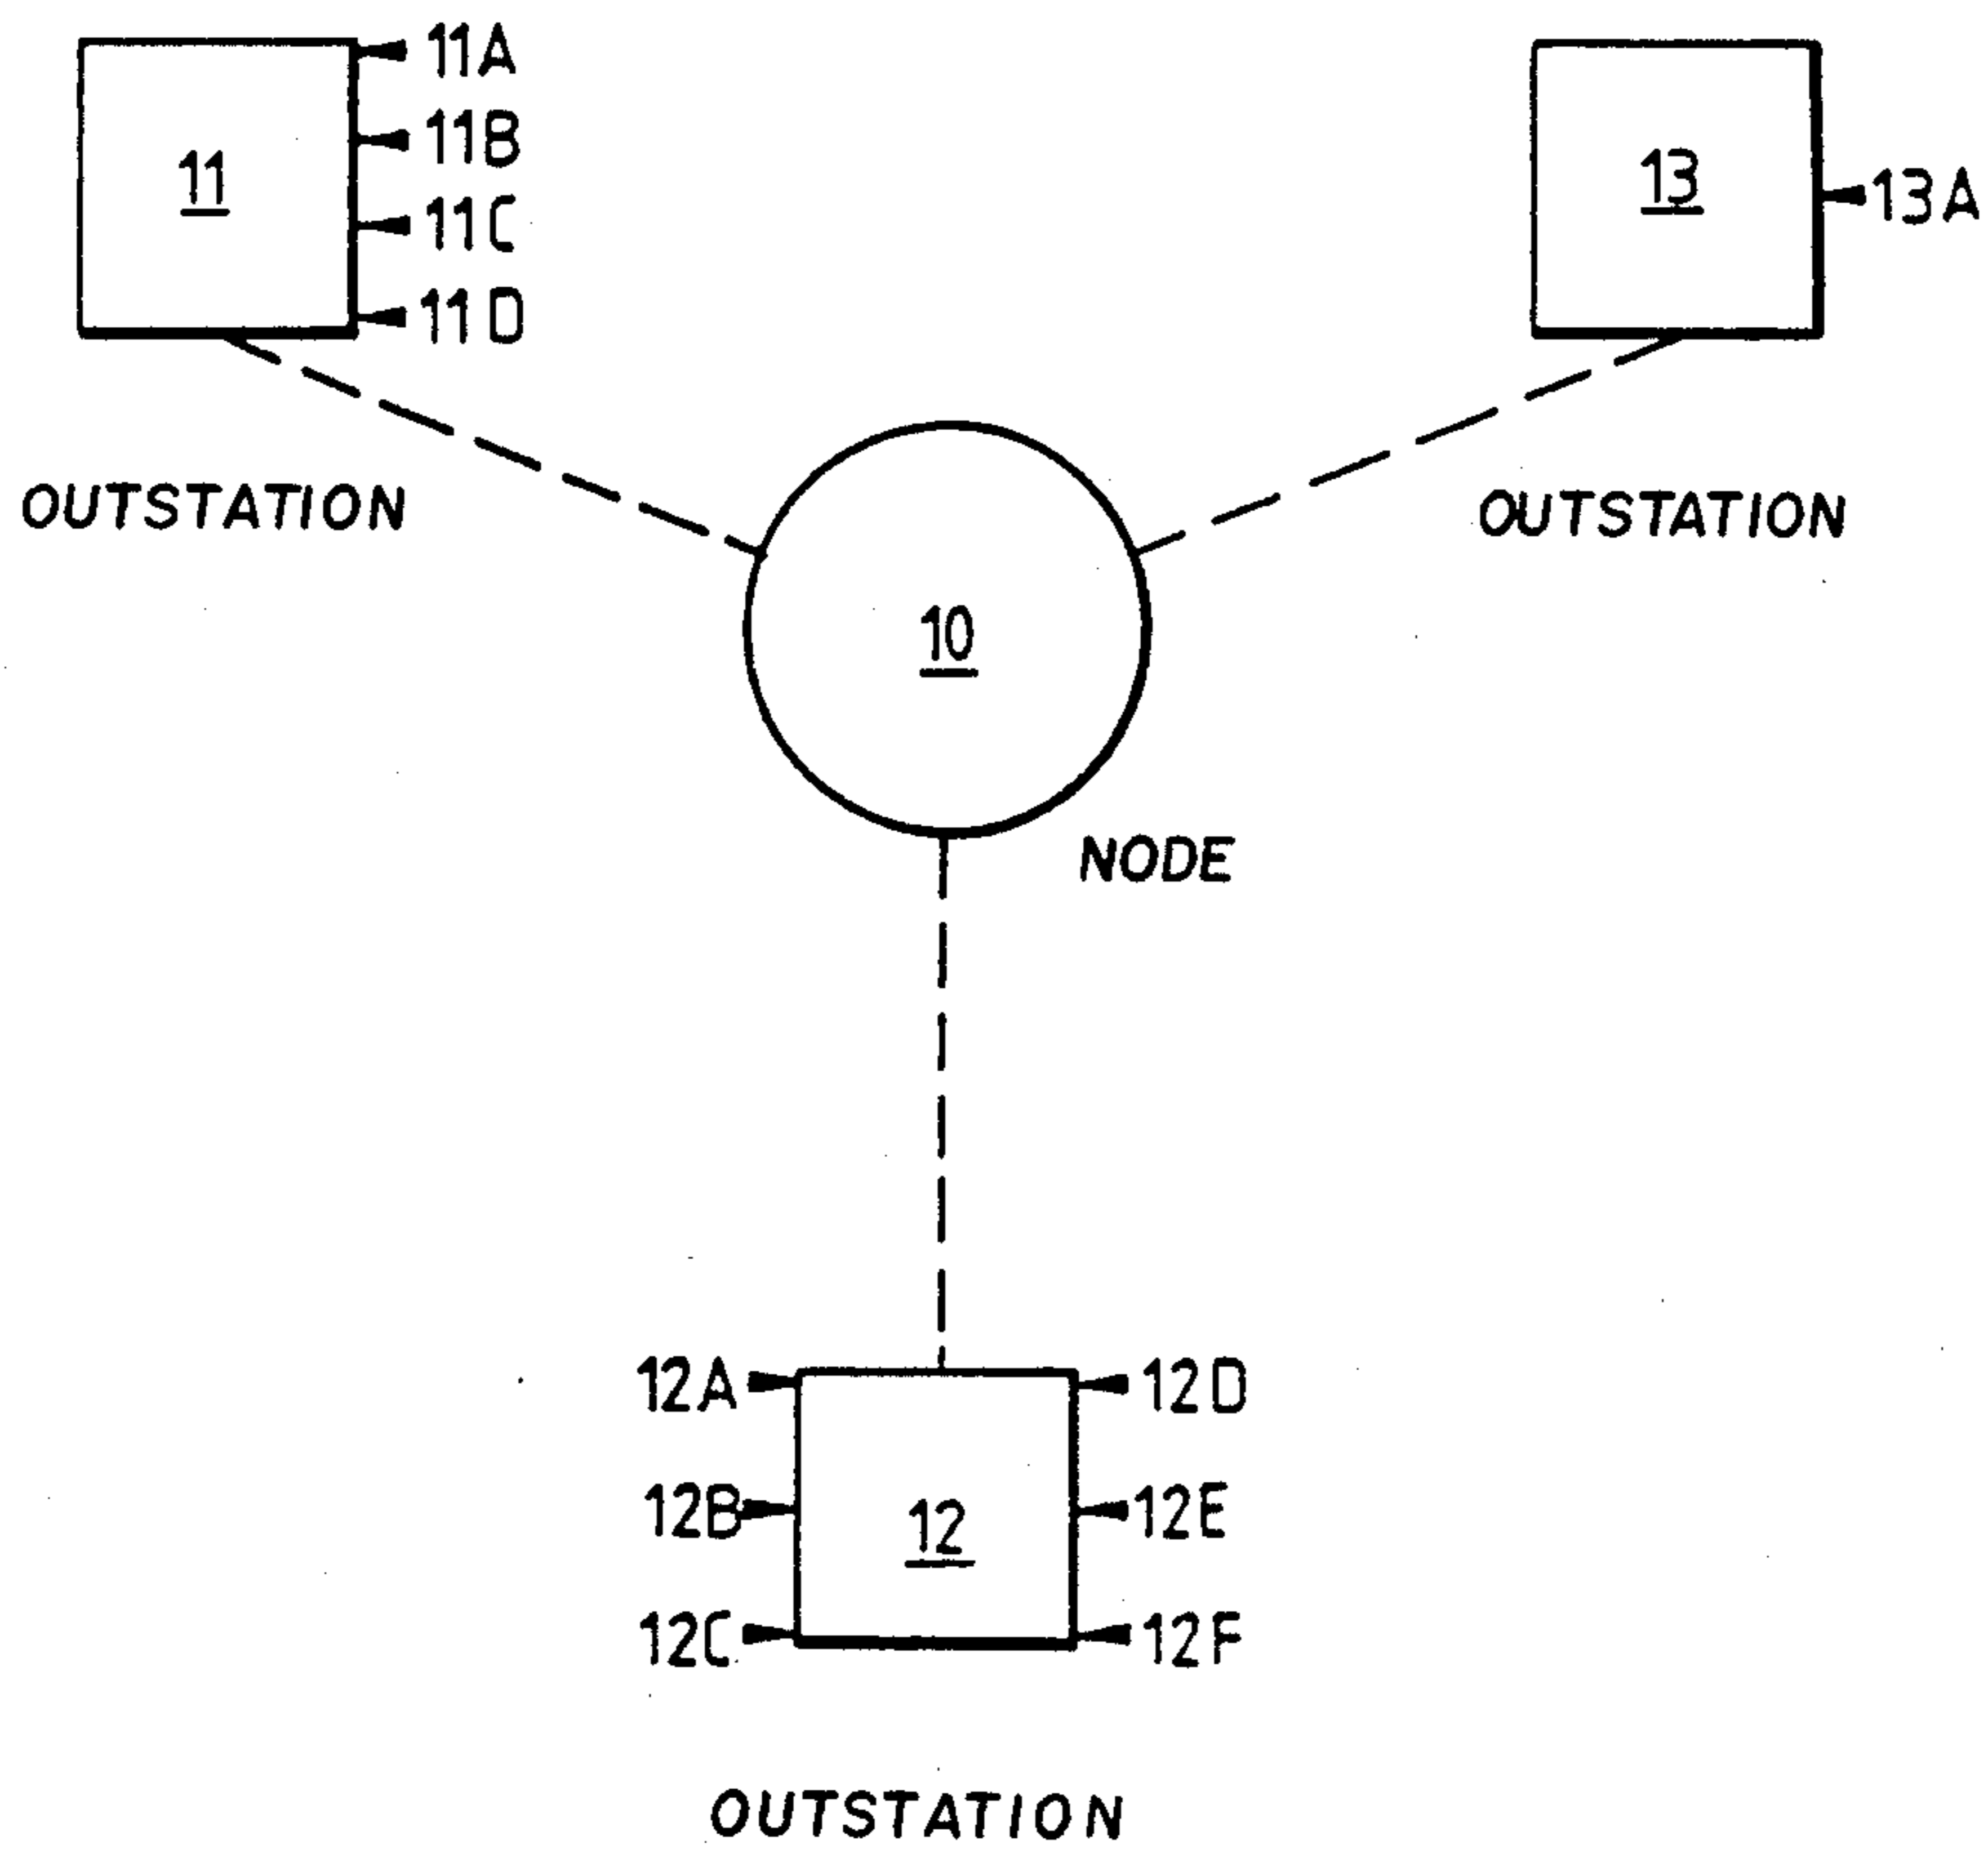 11A
11B
11
11C
11D
13
13A
OUTSTATION
OUTSTATION
10
NODE
12A
12D
12B
12
12E
12C
12F
OUTSTATION